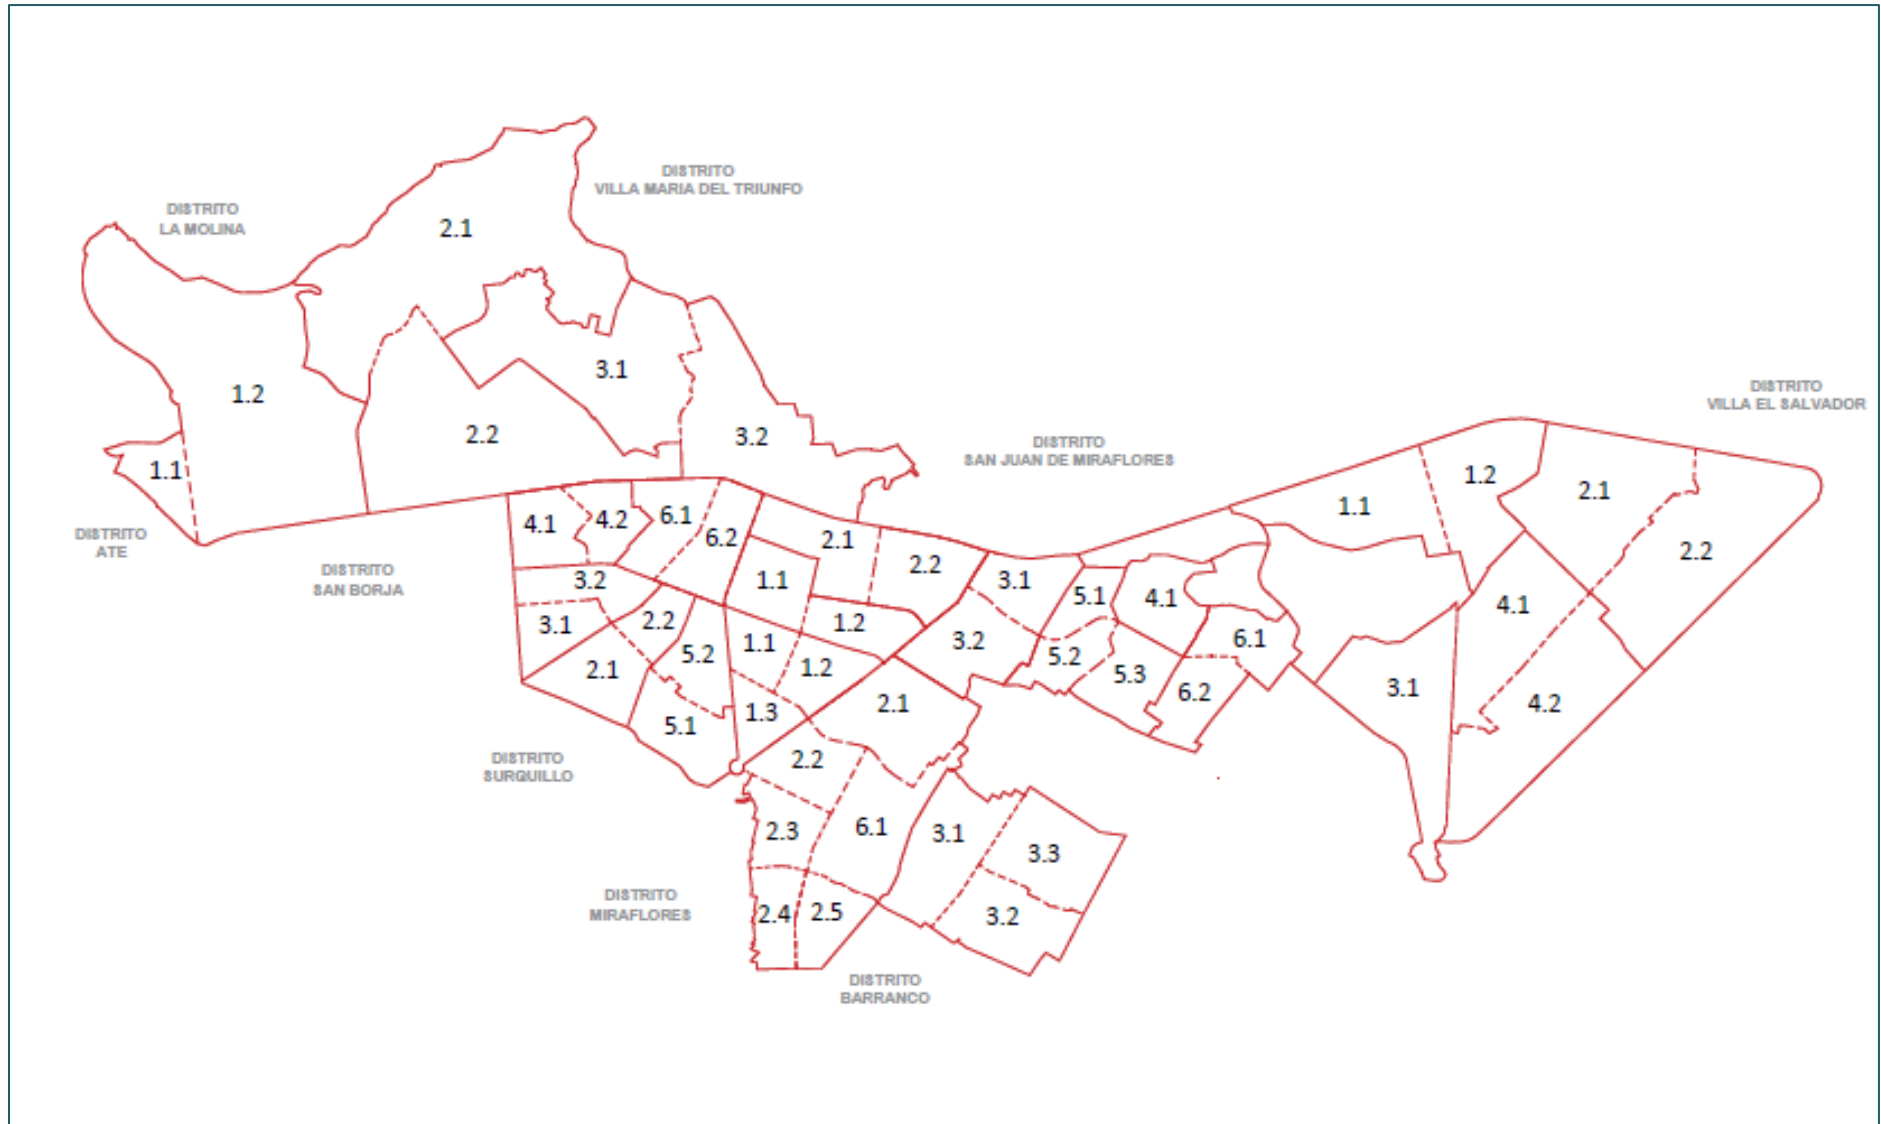 DISTRITO
VILLA MARIA DEL TRIUNFO
DISTRITO
LA MOLINA
2.1
3.1
1.2
DISTRITO
VILLA EL SALVADOR
2.2
3.2
DISTRITO
SAN JUAN DE MIRAFLORES
1.1
1.2
2.1
1.1
4.1
4.2
6.1
6.2
2.1
2.2
2.2
DISTRITO
ATE
DISTRITO
SAN BORJA
3.2
1.1
3.1
5.1
4.1
4.1
3.1
2.2
1.2
1.1
5.2
3.2
6.1
2.1
1.2
5.2
5.3
6.2
3.1
4.2
5.1
1.3
2.1
DISTRITO
SURQUILLO
2.2
2.3
6.1
3.1
3.3
DISTRITO
MIRAFLORES
2.4
2.5
3.2
DISTRITO
BARRANCO